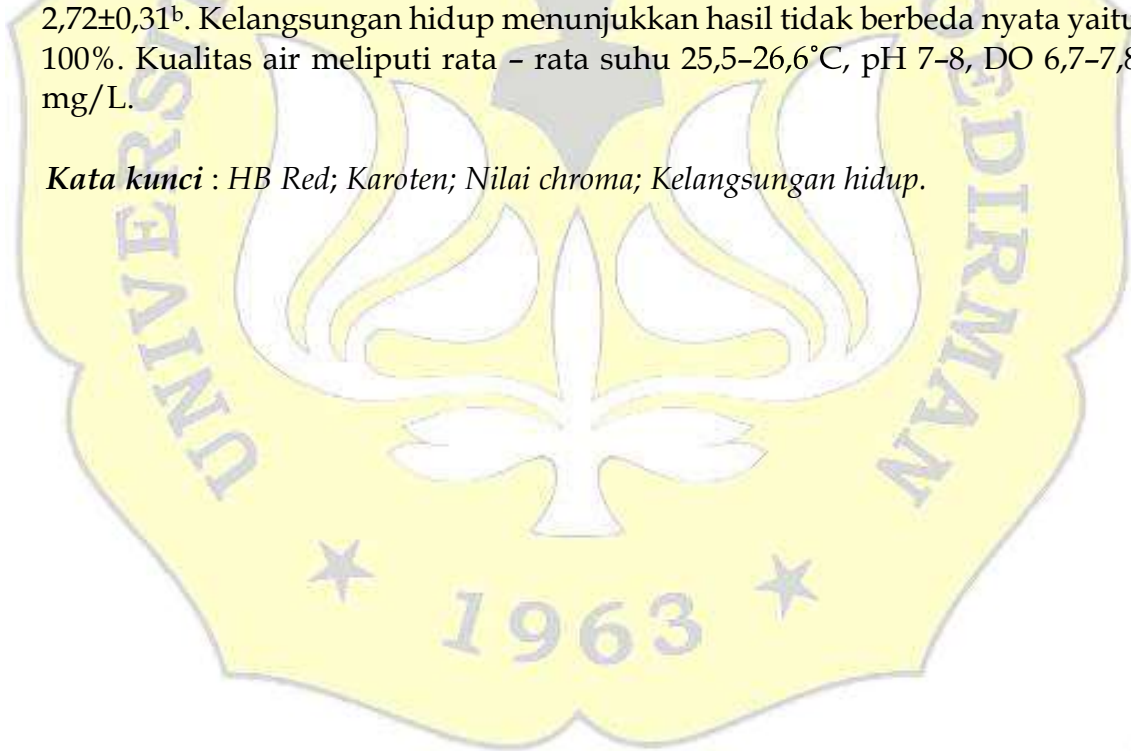 2,72±0,31ᵇ. Kelangsungan hidup menunjukkan hasil tidak berbeda nyata yaitu
100%. Kualitas air meliputi rata – rata suhu 25,5–26,6˚C, pH 7–8, DO 6,7–7,8
mg/L.
Kata kunci : HB Red; Karoten; Nilai chroma; Kelangsungan hidup.
1963